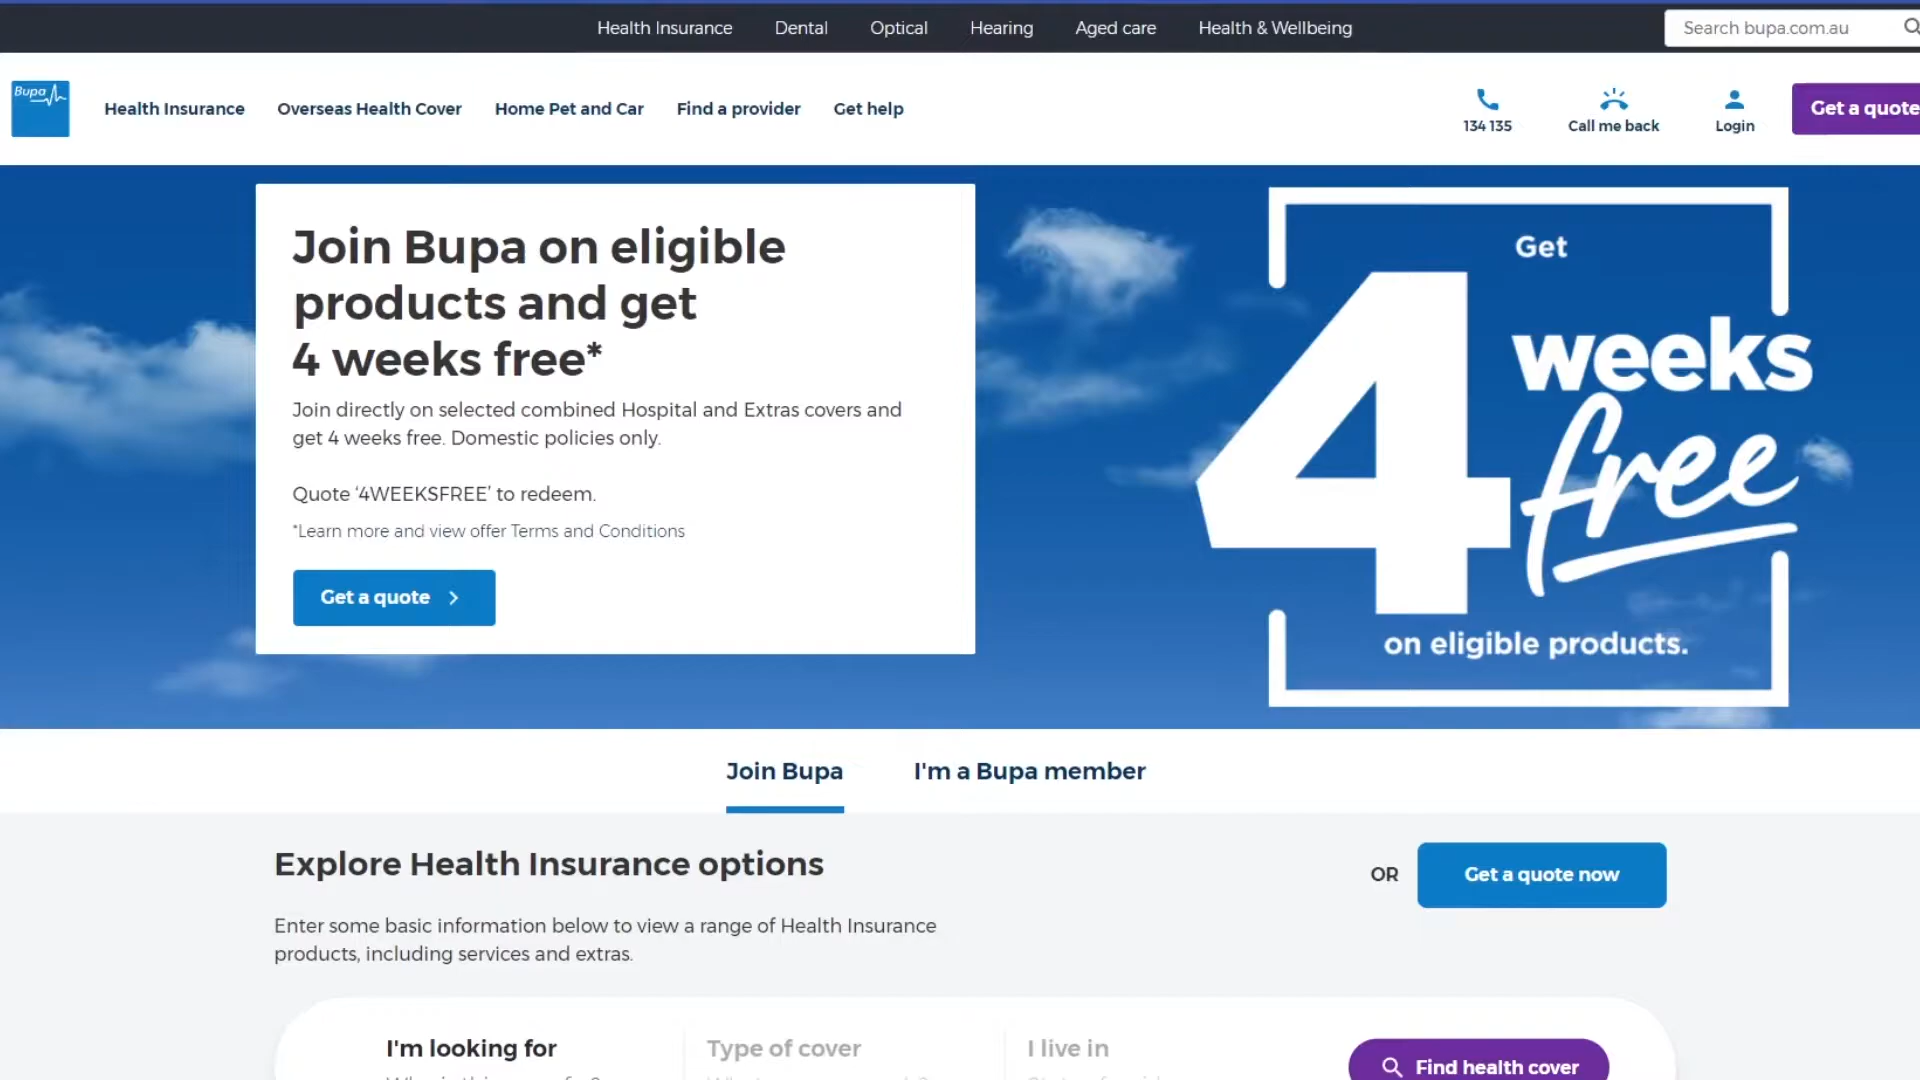 Health Insurance Dental Optical Hearing Aged care Health & Wellbeing Search bupa.com.au
Bupa Health Insurance Overseas Health Cover Home Pet and Car Find a provider Get help 134 135 Call me back Login Get a quote
Join Bupa on eligible
products and get
4 weeks free*
Join directly on selected combined Hospital and Extras covers and
get 4 weeks free. Domestic policies only.
Quote ‘4WEEKSFREE’ to redeem.
*Learn more and view offer Terms and Conditions
Get a quote
Get
4 weeks
free
on eligible products.
Join Bupa I'm a Bupa member
Explore Health Insurance options
OR Get a quote now
Enter some basic information below to view a range of Health Insurance
products, including services and extras.
I'm looking for Type of cover I live in Find health cover